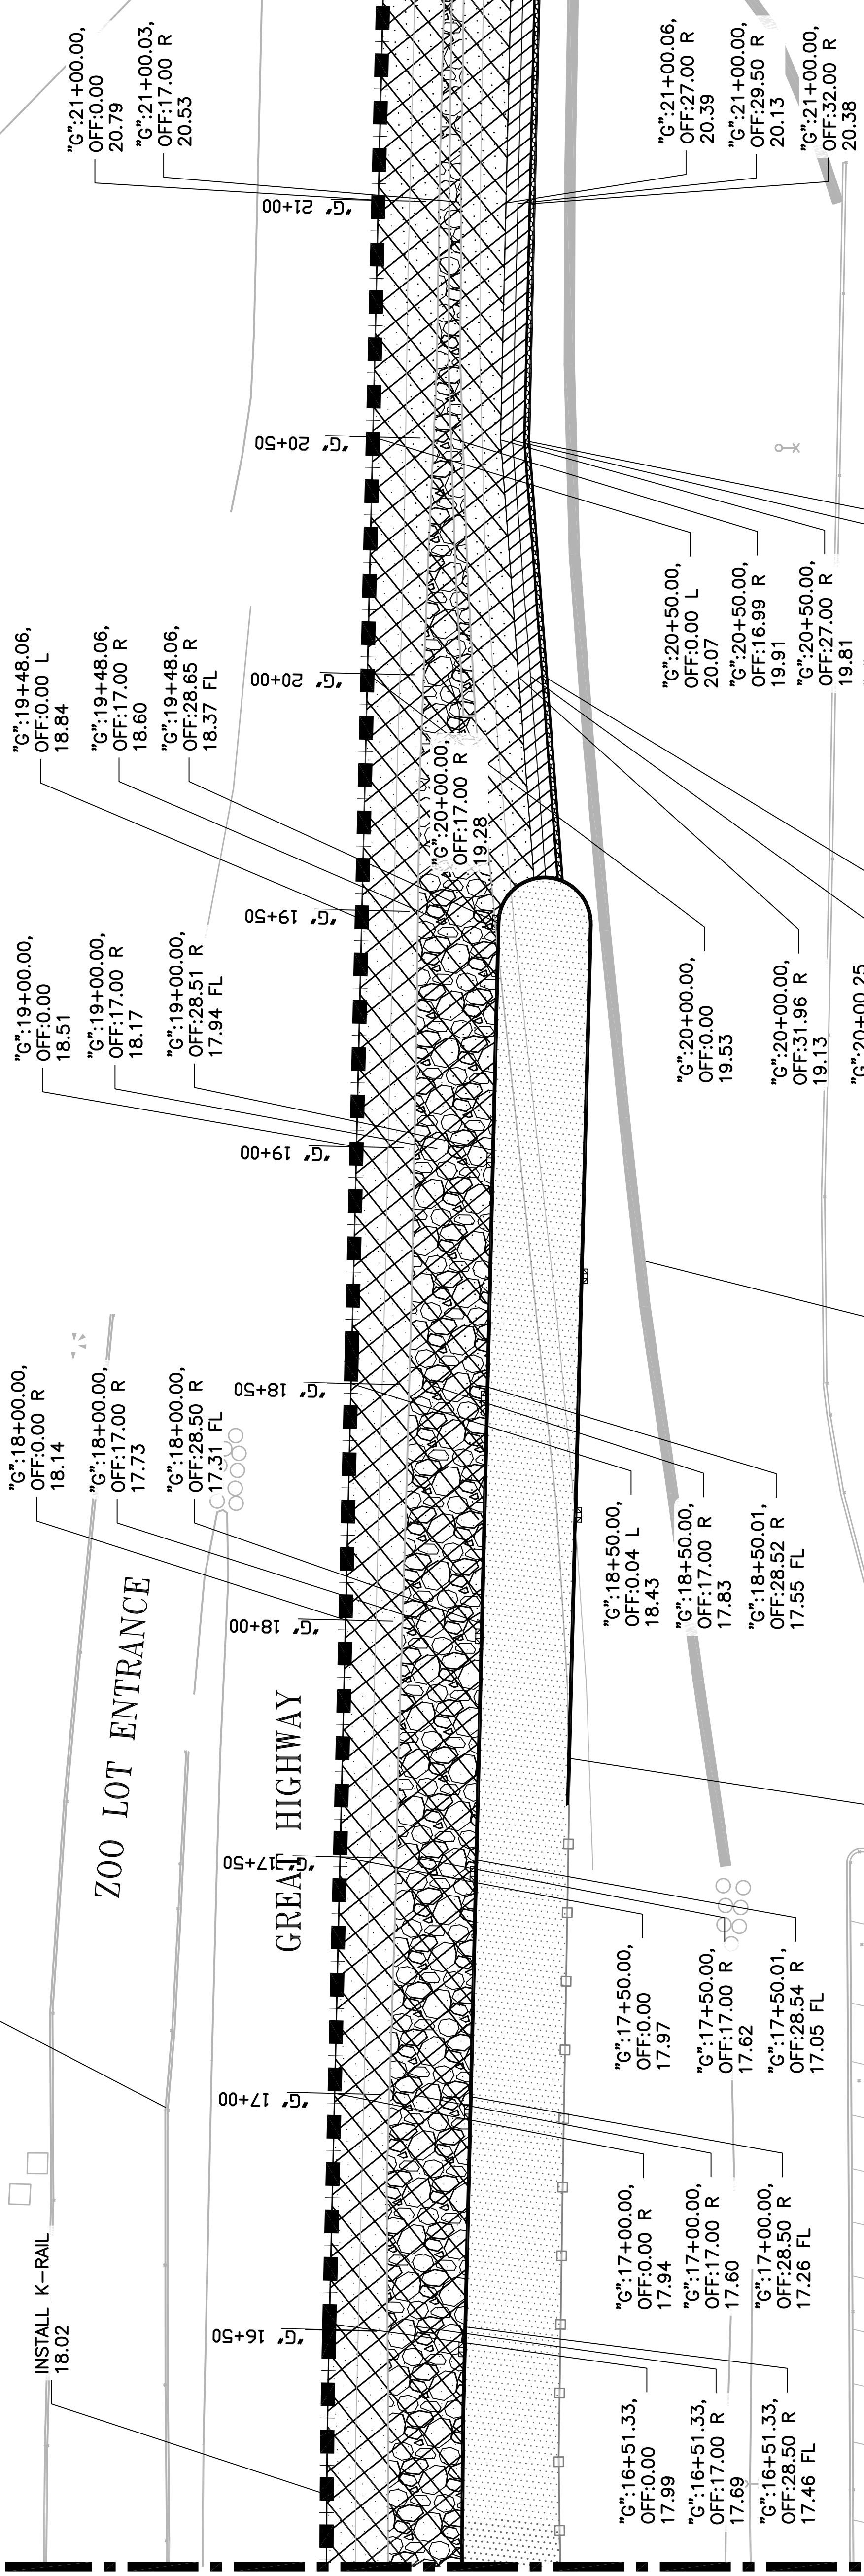 "G":21+00.00,
OFF:0.00
20.79
"G":21+00.03,
OFF:17.00 R
20.53
"G":21+00.06,
OFF:27.00 R
20.39
"G":21+00.00,
OFF:29.50 R
20.13
"G":21+00.00,
OFF:32.00 R
20.38
"G" 21+00
"G" 20+50
"G":20+50.00,
OFF:0.00 L
20.07
"G":20+50.00,
OFF:16.99 R
19.91
"G":20+50.00,
OFF:27.00 R
19.81
"G":19+48.06,
OFF:0.00 L
18.84
"G":19+48.06,
OFF:17.00 R
18.60
"G":19+48.06,
OFF:28.65 R
18.37 FL
"G" 20+00
"G":20+00.00,
OFF:17.00 R
19.28
"G" 19+50
"G":19+00.00,
OFF:0.00
18.51
"G":19+00.00,
OFF:17.00 R
18.17
"G":19+00.00,
OFF:28.51 R
17.94 FL
"G":20+00.00,
OFF:0.00
19.53
"G":20+00.00,
OFF:31.96 R
19.13
"G":20+00.25
"G" 19+00
"G" 18+50
"G":18+00.00,
OFF:0.00 R
18.14
"G":18+00.00,
OFF:17.00 R
17.73
"G":18+00.00,
OFF:28.50 R
17.31 FL
"G":18+50.00,
OFF:0.04 L
18.43
"G":18+50.00,
OFF:17.00 R
17.83
"G":18+50.01,
OFF:28.52 R
17.55 FL
"G" 18+00
ZOO LOT ENTRANCE
GREAT HIGHWAY
"G" 17+50
"G":17+50.00,
OFF:0.00
17.97
"G":17+50.00,
OFF:17.00 R
17.62
"G":17+50.01,
OFF:28.54 R
17.05 FL
"G" 17+00
"G":17+00.00,
OFF:0.00 R
17.94
"G":17+00.00,
OFF:17.00 R
17.60
"G":17+00.00,
OFF:28.50 R
17.26 FL
INSTALL K-RAIL
18.02
"G" 16+50
"G":16+51.33,
OFF:0.00
17.99
"G":16+51.33,
OFF:17.00 R
17.69
"G":16+51.33,
OFF:28.50 R
17.46 FL